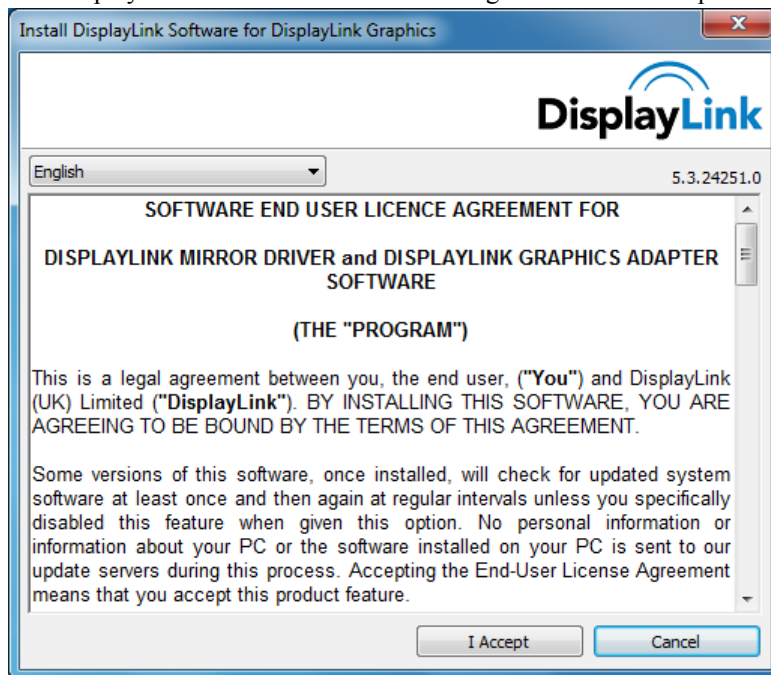 Install DisplayLink Software for DisplayLink Graphics
DisplayLink
English
5.3.24251.0
SOFTWARE END USER LICENCE AGREEMENT FOR
DISPLAYLINK MIRROR DRIVER and DISPLAYLINK GRAPHICS ADAPTER
SOFTWARE
(THE "PROGRAM")
This is a legal agreement between you, the end user, ("You") and DisplayLink
(UK) Limited ("DisplayLink"). BY INSTALLING THIS SOFTWARE, YOU ARE
AGREEING TO BE BOUND BY THE TERMS OF THIS AGREEMENT.
Some versions of this software, once installed, will check for updated system
software at least once and then again at regular intervals unless you specifically
disabled this feature when given this option. No personal information or
information about your PC or the software installed on your PC is sent to our
update servers during this process. Accepting the End-User License Agreement
means that you accept this product feature.
I Accept
Cancel